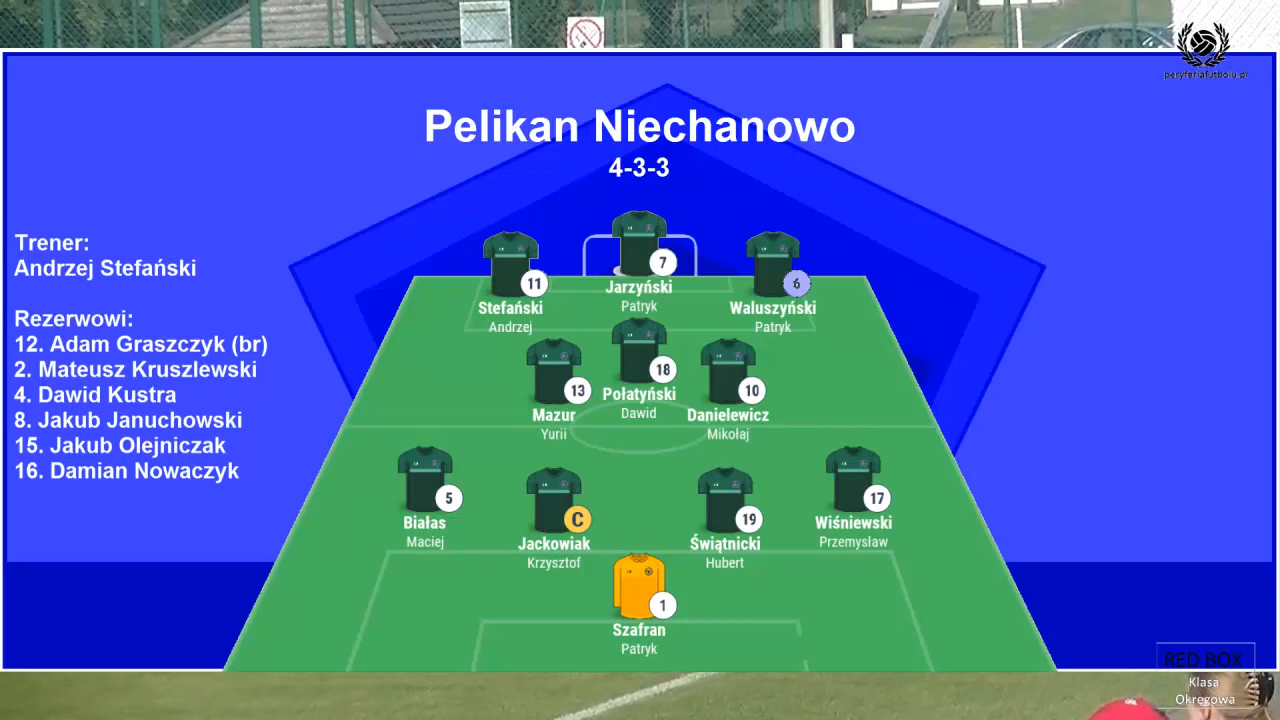 peryferiafutbolu.pl
Pelikan Niechanowo
4-3-3
Trener:
Andrzej Stefański
Rezerwowi:
12. Adam Graszczyk (br)
2. Mateusz Kruszlewski
4. Dawid Kustra
8. Jakub Januchowski
15. Jakub Olejniczak
16. Damian Nowaczyk
7
Jarzyński
Patryk
11
Stefański
Andrzej
6
Waluszyński
Patryk
18
Połatyński
Dawid
13
Mazur
Yurii
10
Danielewicz
Mikołaj
5
Białas
Maciej
C
Jackowiak
Krzysztof
19
Świątnicki
Hubert
17
Wiśniewski
Przemysław
1
Szafran
Patryk
RED BOX
Klasa
Okręgowa